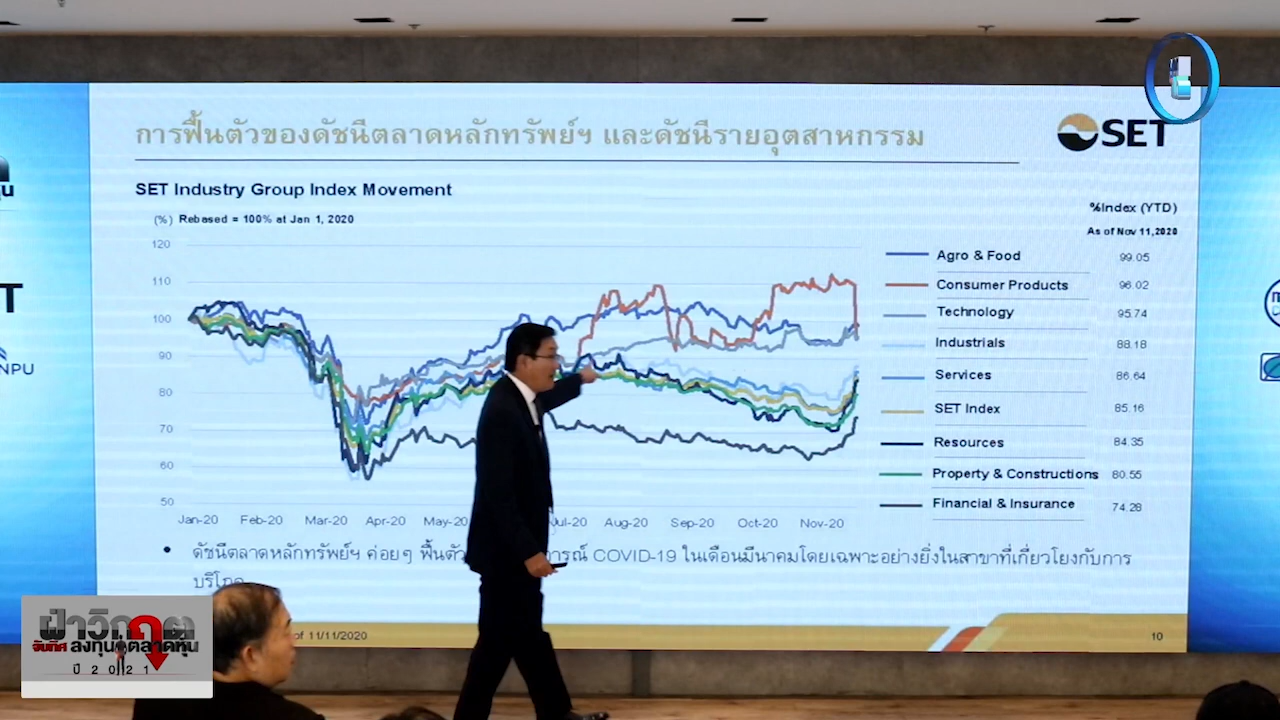 การฟื้นตัวของดัชนีตลาดหลักทรัพย์ฯ และดัชนีรายอุตสาหกรรม
SET
SET Industry Group Index Movement
(%) Rebased = 100% at Jan 1, 2020
%Index (YTD)
As of Nov 11,2020
120
110
100
90
80
70
60
50
Jan-20 Feb-20 Mar-20 Apr-20 May-20 Jul-20 Aug-20 Sep-20 Oct-20 Nov-20
Agro & Food 99.05
Consumer Products 96.02
Technology 95.74
Industrials 88.18
Services 86.64
SET Index 85.16
Resources 84.35
Property & Constructions 80.55
Financial & Insurance 74.28
• ดัชนีตลาดหลักทรัพย์ฯ ค่อยๆ ฟื้นตัว COVID-19 ในเดือนมีนาคมโดยเฉพาะอย่างยิ่งในสาขาที่เกี่ยวโยงกับการ
บริโภค
of 11/11/2020
10
ฝ่าวิกฤต
จับทิศ ลงทุน ตลาดหุ้น
ปี 2021
NPU